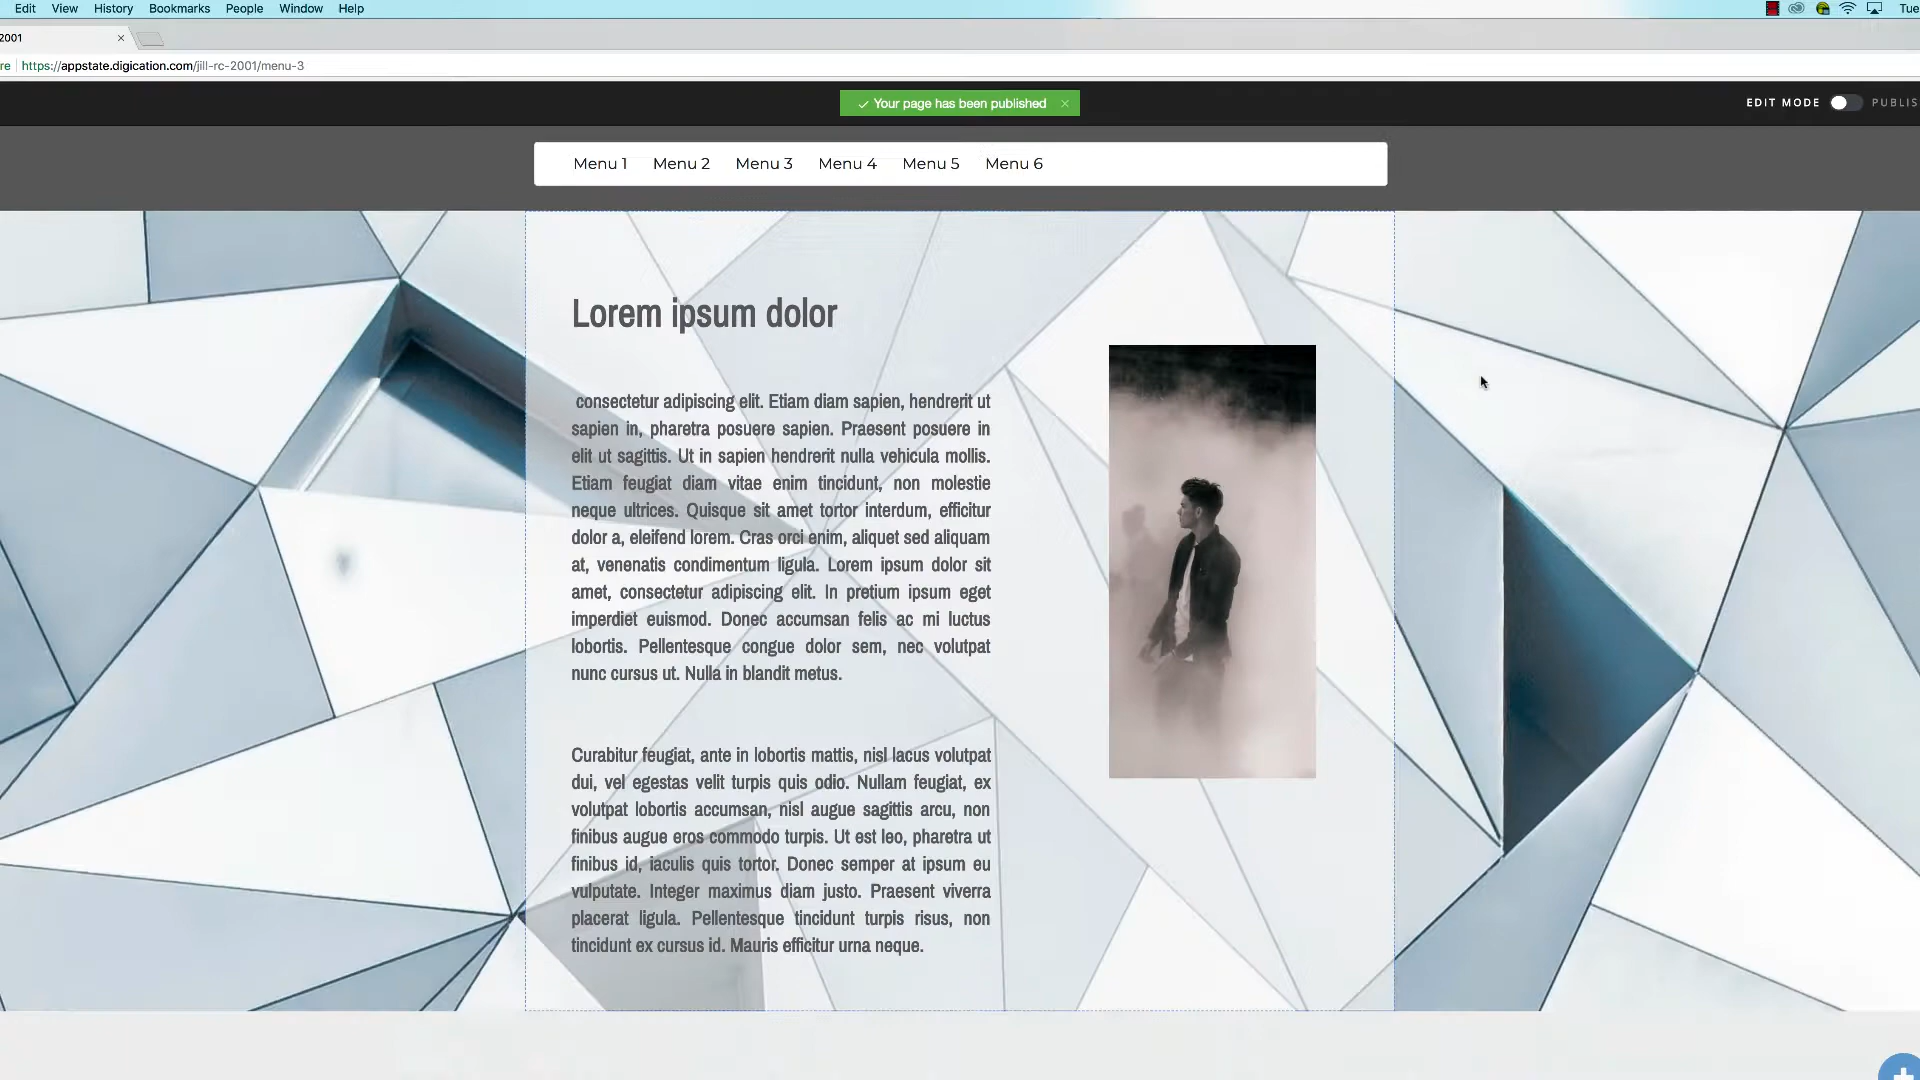 Edit View History Bookmarks People Window Help Tue
2001
re https://appstate.digication.com/jill-rc-2001/menu-3
Your page has been published
EDIT MODE PUBLIS
Menu 1 Menu 2 Menu 3 Menu 4 Menu 5 Menu 6
Lorem ipsum dolor
consectetur adipiscing elit. Etiam diam sapien, hendrerit ut
sapien in, pharetra posuere sapien. Praesent posuere in
elit ut sagittis. Ut in sapien hendrerit nulla vehicula mollis.
Etiam feugiat diam vitae enim tincidunt, non molestie
neque ultrices. Quisque sit amet tortor interdum, efficitur
dolor a, eleifend lorem. Cras orci enim, aliquet sed aliquam
at, venenatis condimentum ligula. Lorem ipsum dolor sit
amet, consectetur adipiscing elit. In pretium ipsum eget
imperdiet euismod. Donec accumsan felis ac mi luctus
lobortis. Pellentesque congue dolor sem, nec volutpat
nunc cursus ut. Nulla in blandit metus.
Curabitur feugiat, ante in lobortis mattis, nisl lacus volutpat
dui, vel egestas velit turpis quis odio. Nullam feugiat, ex
volutpat lobortis accumsan, nisl augue sagittis arcu, non
finibus augue eros commodo turpis. Ut est leo, pharetra ut
finibus id, iaculis quis tortor. Donec semper at ipsum eu
vulputate. Integer maximus diam justo. Praesent viverra
placerat ligula. Pellentesque tincidunt turpis risus, non
tincidunt ex cursus id. Mauris efficitur urna neque.